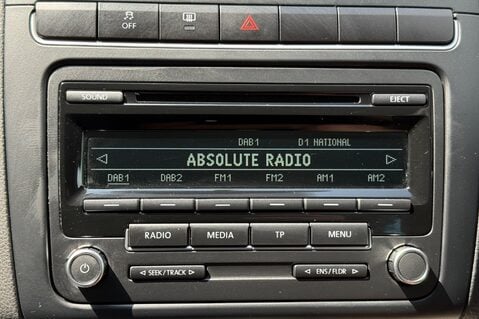 OFF
SOUND
EJECT
DAB1 D1 NATIONAL
ABSOLUTE RADIO
DAB1 DAB2 FM1 FM2 AM1 AM2
RADIO MEDIA TP MENU
SEEK/TRACK ENS/FLDR